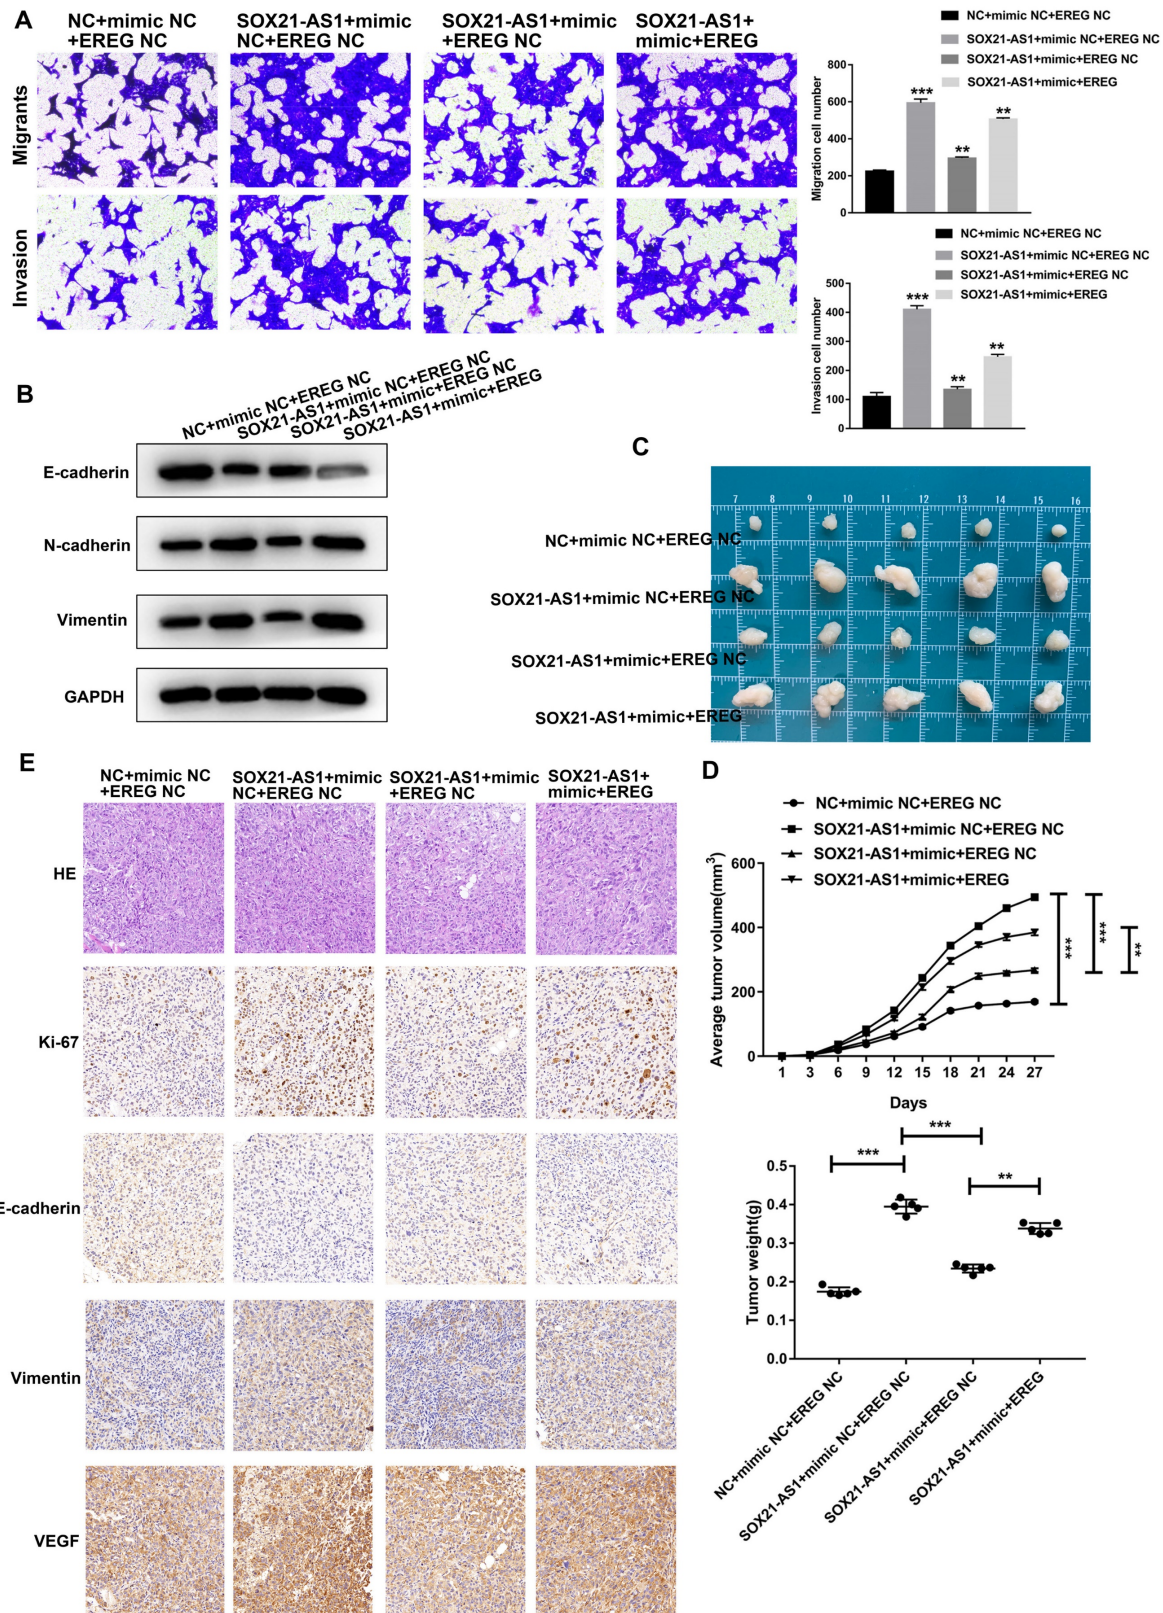 A
NC+mimic NC
+EREG NC
SOX21-AS1+mimic
NC+EREG NC
SOX21-AS1+mimic
+EREG NC
SOX21-AS1+
mimic+EREG
Migrants
Invasion
NC+mimic NC+EREG NC
SOX21-AS1+mimic NC+EREG NC
SOX21-AS1+mimic+EREG NC
SOX21-AS1+mimic+EREG
Migration cell number
800
600
400
200
0
***
**
**
NC+mimic NC+EREG NC
SOX21-AS1+mimic NC+EREG NC
SOX21-AS1+mimic+EREG NC
SOX21-AS1+mimic+EREG
Invasion cell number
500
400
300
200
100
0
***
**
**
B
NC+mimic NC+EREG NC
SOX21-AS1+mimic NC+EREG NC
SOX21-AS1+mimic+EREG NC
SOX21-AS1+mimic+EREG
E-cadherin
N-cadherin
Vimentin
GAPDH
C
7 8 9 10 11 12 13 14 15 16
NC+mimic NC+EREG NC
SOX21-AS1+mimic NC+EREG NC
SOX21-AS1+mimic+EREG NC
SOX21-AS1+mimic+EREG
E
NC+mimic NC
+EREG NC
SOX21-AS1+mimic
NC+EREG NC
SOX21-AS1+mimic
+EREG NC
SOX21-AS1+
mimic+EREG
HE
Ki-67
E-cadherin
Vimentin
VEGF
D
NC+mimic NC+EREG NC
SOX21-AS1+mimic NC+EREG NC
SOX21-AS1+mimic+EREG NC
SOX21-AS1+mimic+EREG
Average tumor volume(mm3)
600
400
200
0
1 3 6 9 12 15 18 21 24 27
Days
***
***
**
Tumor weight(g)
0.5
0.4
0.3
0.2
0.1
0.0
***
***
**
NC+mimic NC+EREG NC
SOX21-AS1+mimic NC+EREG NC
SOX21-AS1+mimic+EREG NC
SOX21-AS1+mimic+EREG